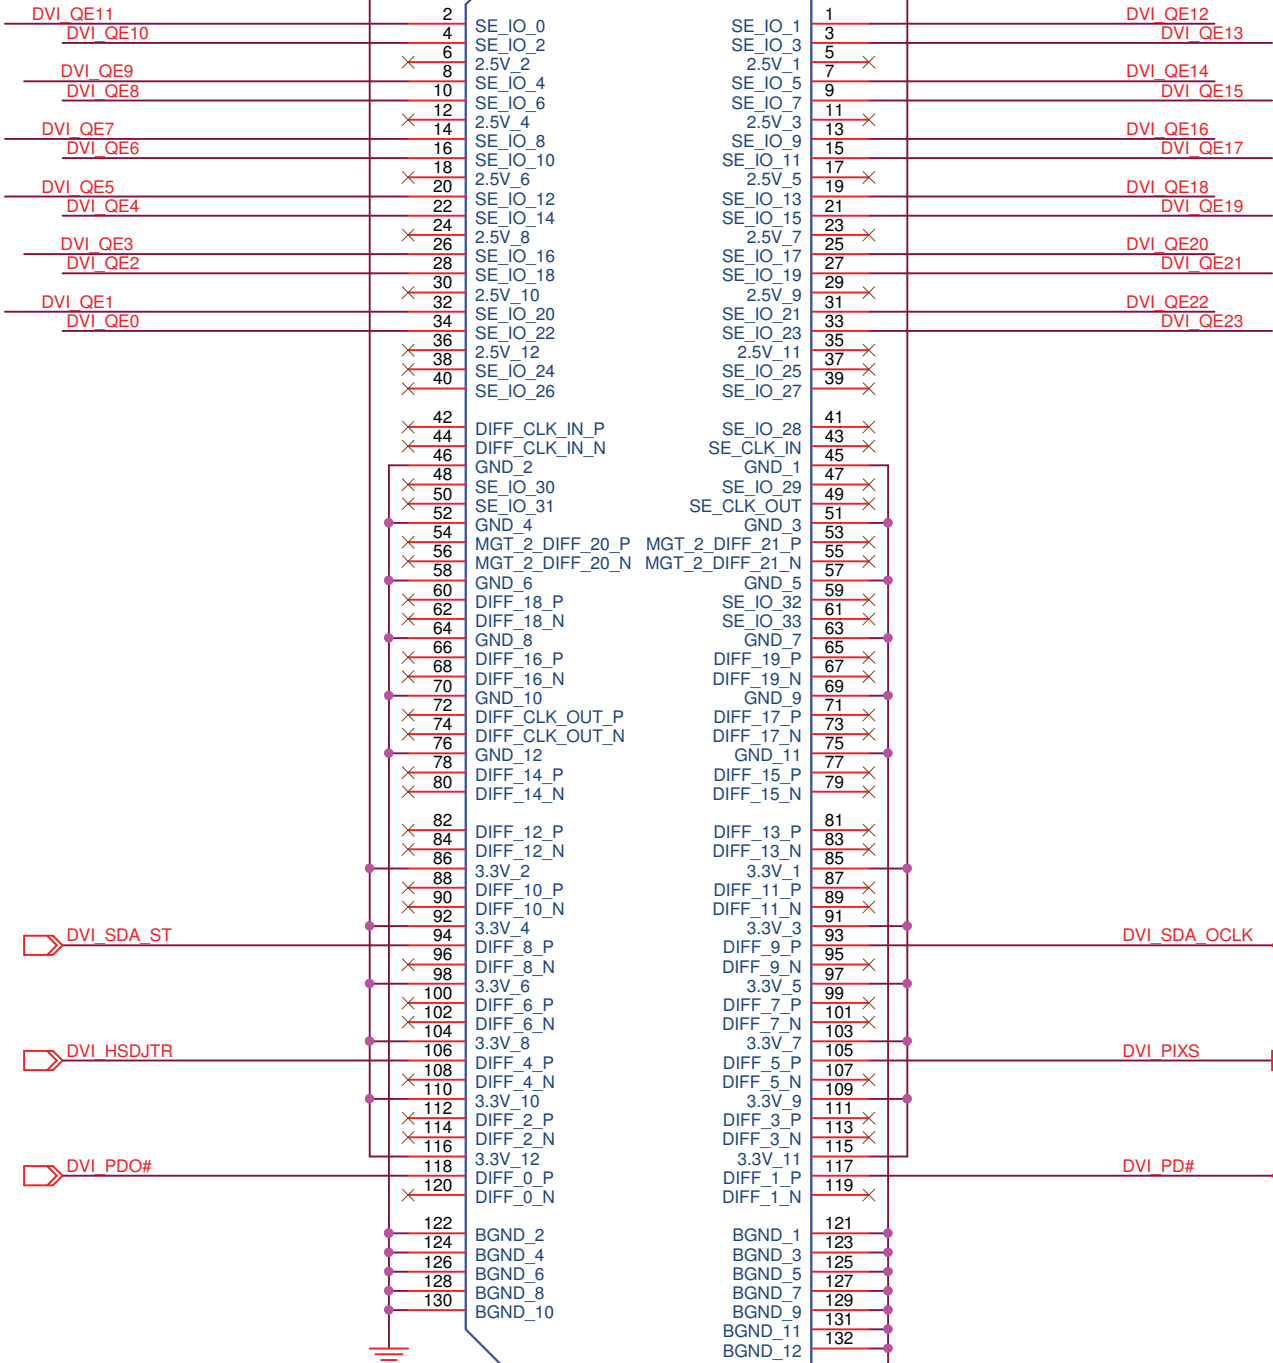 DVI_QE11 2 SE_IO_0 SE_IO_1 1 DVI_QE12
DVI_QE10 4 SE_IO_2 SE_IO_3 3 DVI_QE13
6 2.5V_2 2.5V_1 5
DVI_QE9 8 SE_IO_4 SE_IO_5 7 DVI_QE14
DVI_QE8 10 SE_IO_6 SE_IO_7 9 DVI_QE15
12 2.5V_4 2.5V_3 11
DVI_QE7 14 SE_IO_8 SE_IO_9 13 DVI_QE16
DVI_QE6 16 SE_IO_10 SE_IO_11 15 DVI_QE17
18 2.5V_6 2.5V_5 17
DVI_QE5 20 SE_IO_12 SE_IO_13 19 DVI_QE18
DVI_QE4 22 SE_IO_14 SE_IO_15 21 DVI_QE19
24 2.5V_8 2.5V_7 23
DVI_QE3 26 SE_IO_16 SE_IO_17 25 DVI_QE20
DVI_QE2 28 SE_IO_18 SE_IO_19 27 DVI_QE21
30 2.5V_10 2.5V_9 29
DVI_QE1 32 SE_IO_20 SE_IO_21 31 DVI_QE22
DVI_QE0 34 SE_IO_22 SE_IO_23 33 DVI_QE23
36 2.5V_12 2.5V_11 35
38 SE_IO_24 SE_IO_25 37
40 SE_IO_26 SE_IO_27 39
42 DIFF_CLK_IN_P SE_IO_28 41
44 DIFF_CLK_IN_N SE_CLK_IN 43
46 GND_2 GND_1 45
48 SE_IO_30 SE_IO_29 47
50 SE_IO_31 SE_CLK_OUT 49
52 GND_4 GND_3 51
54 MGT_2_DIFF_20_P MGT_2_DIFF_21_P 53
56 MGT_2_DIFF_20_N MGT_2_DIFF_21_N 55
58 GND_6 GND_5 57
60 DIFF_18_P SE_IO_32 59
62 DIFF_18_N SE_IO_33 61
64 GND_8 GND_7 63
66 DIFF_16_P DIFF_19_P 65
68 DIFF_16_N DIFF_19_N 67
70 GND_10 GND_9 69
72 DIFF_CLK_OUT_P DIFF_17_P 71
74 DIFF_CLK_OUT_N DIFF_17_N 73
76 GND_12 GND_11 75
78 DIFF_14_P DIFF_15_P 77
80 DIFF_14_N DIFF_15_N 79
82 DIFF_12_P DIFF_13_P 81
84 DIFF_12_N DIFF_13_N 83
86 3.3V_2 3.3V_1 85
88 DIFF_10_P DIFF_11_P 87
90 DIFF_10_N DIFF_11_N 89
92 3.3V_4 3.3V_3 91
DVI_SDA_ST 94 DIFF_8_P DIFF_9_P 93 DVI_SDA_OCLK
96 DIFF_8_N DIFF_9_N 95
98 3.3V_6 3.3V_5 97
100 DIFF_6_P DIFF_7_P 99
102 DIFF_6_N DIFF_7_N 101
104 3.3V_8 3.3V_7 103
DVI_HSDJTR 106 DIFF_4_P DIFF_5_P 105 DVI_PIXS
108 DIFF_4_N DIFF_5_N 107
110 3.3V_10 3.3V_9 109
112 DIFF_2_P DIFF_3_P 111
114 DIFF_2_N DIFF_3_N 113
116 3.3V_12 3.3V_11 115
DVI_PDO# 118 DIFF_0_P DIFF_1_P 117 DVI_PD#
120 DIFF_0_N DIFF_1_N 119
122 BGND_2 BGND_1 121
124 BGND_4 BGND_3 123
126 BGND_6 BGND_5 125
128 BGND_8 BGND_7 127
130 BGND_10 BGND_9 129
BGND_11 131
BGND_12 132